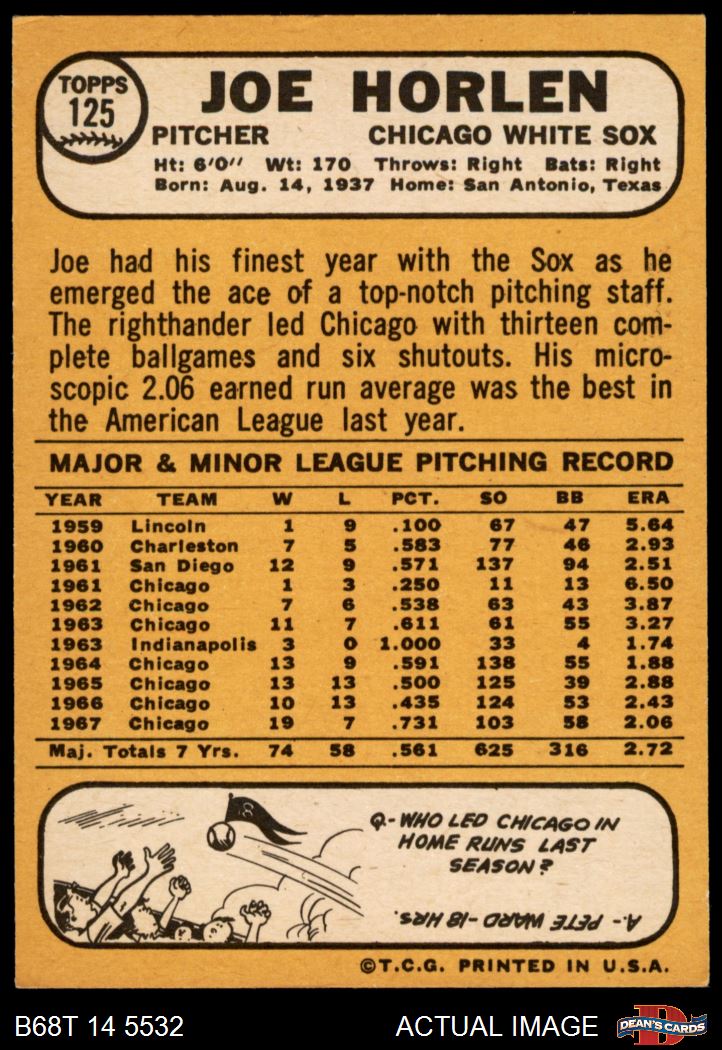 TOPPS
125
JOE HORLEN
PITCHER CHICAGO WHITE SOX
Ht: 6'0'' Wt: 170 Throws: Right Bats: Right
Born: Aug. 14, 1937 Home: San Antonio, Texas
Joe had his finest year with the Sox as he
emerged the ace of a top-notch pitching staff.
The righthander led Chicago with thirteen com-
plete ballgames and six shutouts. His micro-
scopic 2.06 earned run average was the best in
the American League last year.
MAJOR & MINOR LEAGUE PITCHING RECORD
YEAR TEAM W L PCT. SO BB ERA
1959 Lincoln 1 9 .100 67 47 5.64
1960 Charleston 7 5 .583 77 46 2.93
1961 San Diego 12 9 .571 137 94 2.51
1961 Chicago 1 3 .250 11 13 6.50
1962 Chicago 7 6 .538 63 43 3.87
1963 Chicago 11 7 .611 61 55 3.27
1963 Indianapolis 3 0 1.000 33 4 1.74
1964 Chicago 13 9 .591 138 55 1.88
1965 Chicago 13 13 .500 125 39 2.88
1966 Chicago 10 13 .435 124 53 2.43
1967 Chicago 19 7 .731 103 58 2.06
Maj. Totals 7 Yrs. 74 58 .561 625 316 2.72
18
Q.- WHO LED CHICAGO IN
HOME RUNS LAST
SEASON?
A.- PETE WARD-18 HRS.
©T.C.G. PRINTED IN U.S.A.
B68T 14 5532 ACTUAL IMAGE D
DEAN'S CARDS